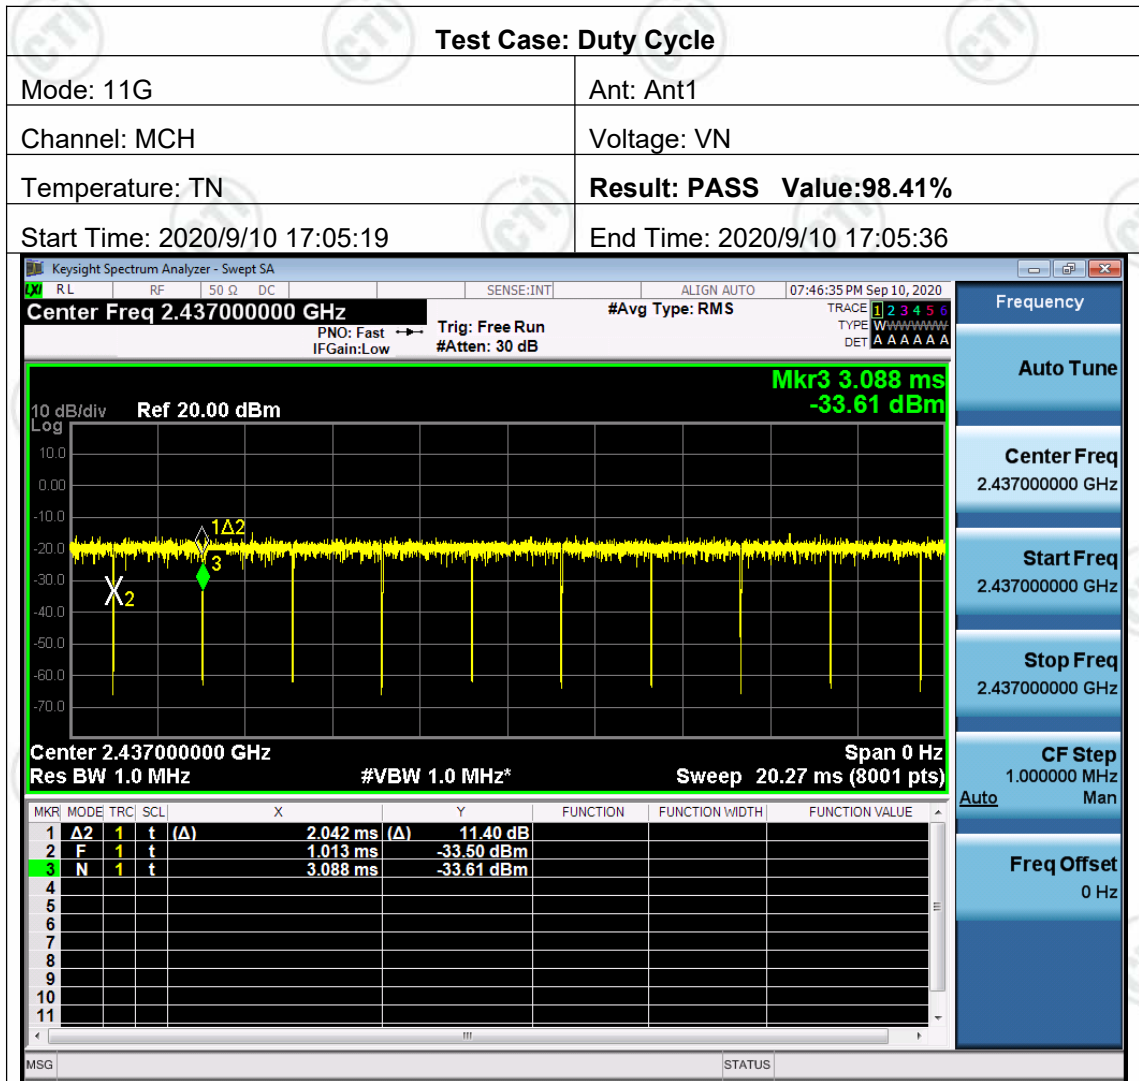 Test Case: Duty Cycle
Mode: 11G Ant: Ant1
Channel: MCH Voltage: VN
Temperature: TN Result: PASS Value:98.41%
Start Time: 2020/9/10 17:05:19 End Time: 2020/9/10 17:05:36
Keysight Spectrum Analyzer - Swept SA
LXI RL RF 50 Ω DC SENSE:INT ALIGN AUTO 07:46:35 PM Sep 10, 2020
Center Freq 2.437000000 GHz #Avg Type: RMS TRACE 1 2 3 4 5 6
PNO: Fast Trig: Free Run TYPE WWWWWW
IFGain:Low #Atten: 30 dB DET A A A A A A
Mkr3 3.088 ms
-33.61 dBm
10 dB/div Ref 20.00 dBm
Log
10.0
0.00
-10.0
-20.0
-30.0
-40.0
-50.0
-60.0
-70.0
1Δ2
3
2
Center 2.437000000 GHz Span 0 Hz
Res BW 1.0 MHz #VBW 1.0 MHz* Sweep 20.27 ms (8001 pts)
MKR MODE TRC SCL X Y FUNCTION FUNCTION WIDTH FUNCTION VALUE
1 Δ2 1 t (Δ) 2.042 ms (Δ) 11.40 dB
2 F 1 t 1.013 ms -33.50 dBm
3 N 1 t 3.088 ms -33.61 dBm
4
5
6
7
8
9
10
11
MSG STATUS
Frequency
Auto Tune
Center Freq
2.437000000 GHz
Start Freq
2.437000000 GHz
Stop Freq
2.437000000 GHz
CF Step
1.000000 MHz
Auto Man
Freq Offset
0 Hz
CTI